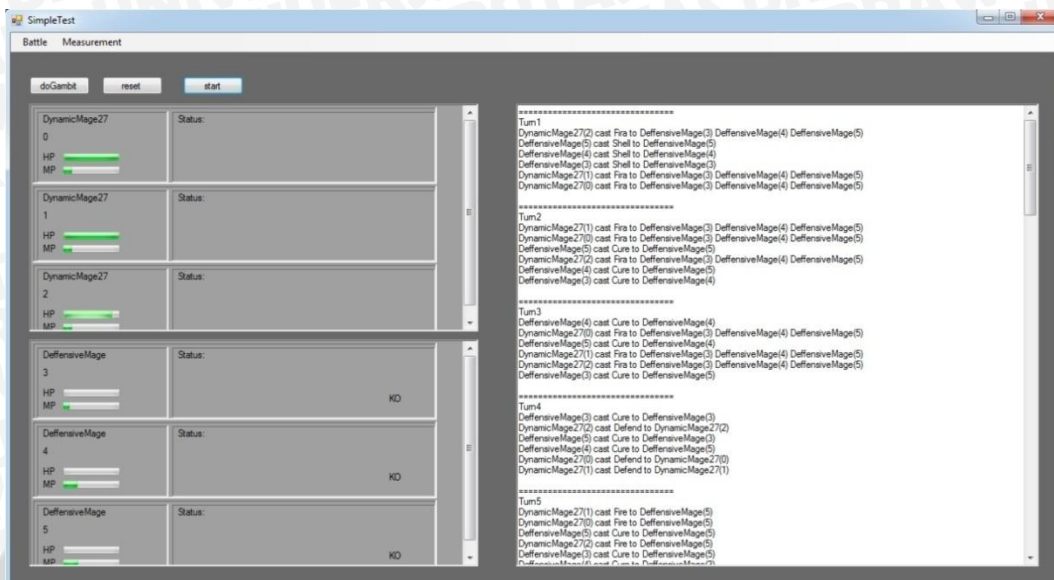 SimpleTest
Battle Measurement
doGambit reset start
DynamicMage27 Status:
0
HP
MP
DynamicMage27 Status:
1
HP
MP
DynamicMage27 Status:
2
HP
MP
DeffensiveMage Status:
3
HP
MP
KO
DeffensiveMage Status:
4
HP
MP
KO
DeffensiveMage Status:
5
HP
MP
KO
================================
Turn1
DynamicMage27(2) cast Fira to DeffensiveMage(3) DeffensiveMage(4) DeffensiveMage(5)
DeffensiveMage(5) cast Shell to DeffensiveMage(5)
DeffensiveMage(4) cast Shell to DeffensiveMage(4)
DeffensiveMage(3) cast Shell to DeffensiveMage(3)
DynamicMage27(1) cast Fira to DeffensiveMage(3) DeffensiveMage(4) DeffensiveMage(5)
DynamicMage27(0) cast Fira to DeffensiveMage(3) DeffensiveMage(4) DeffensiveMage(5)
================================
Turn2
DynamicMage27(1) cast Fira to DeffensiveMage(3) DeffensiveMage(4) DeffensiveMage(5)
DynamicMage27(0) cast Fira to DeffensiveMage(3) DeffensiveMage(4) DeffensiveMage(5)
DeffensiveMage(5) cast Cure to DeffensiveMage(5)
DynamicMage27(2) cast Fira to DeffensiveMage(3) DeffensiveMage(4) DeffensiveMage(5)
DeffensiveMage(4) cast Cure to DeffensiveMage(5)
DeffensiveMage(3) cast Cure to DeffensiveMage(4)
================================
Turn3
DeffensiveMage(4) cast Cure to DeffensiveMage(4)
DynamicMage27(0) cast Fira to DeffensiveMage(3) DeffensiveMage(4) DeffensiveMage(5)
DeffensiveMage(5) cast Cure to DeffensiveMage(4)
DynamicMage27(1) cast Fira to DeffensiveMage(3) DeffensiveMage(4) DeffensiveMage(5)
DynamicMage27(2) cast Fira to DeffensiveMage(3) DeffensiveMage(4) DeffensiveMage(5)
DeffensiveMage(3) cast Cure to DeffensiveMage(5)
================================
Turn4
DeffensiveMage(3) cast Cure to DeffensiveMage(3)
DynamicMage27(2) cast Defend to DynamicMage27(2)
DeffensiveMage(5) cast Cure to DeffensiveMage(3)
DeffensiveMage(4) cast Cure to DeffensiveMage(5)
DynamicMage27(0) cast Defend to DynamicMage27(0)
DynamicMage27(1) cast Defend to DynamicMage27(1)
================================
Turn5
DynamicMage27(1) cast Fire to DeffensiveMage(5)
DynamicMage27(0) cast Fire to DeffensiveMage(5)
DeffensiveMage(5) cast Cure to DeffensiveMage(5)
DynamicMage27(2) cast Fire to DeffensiveMage(5)
DeffensiveMage(3) cast Cure to DeffensiveMage(5)